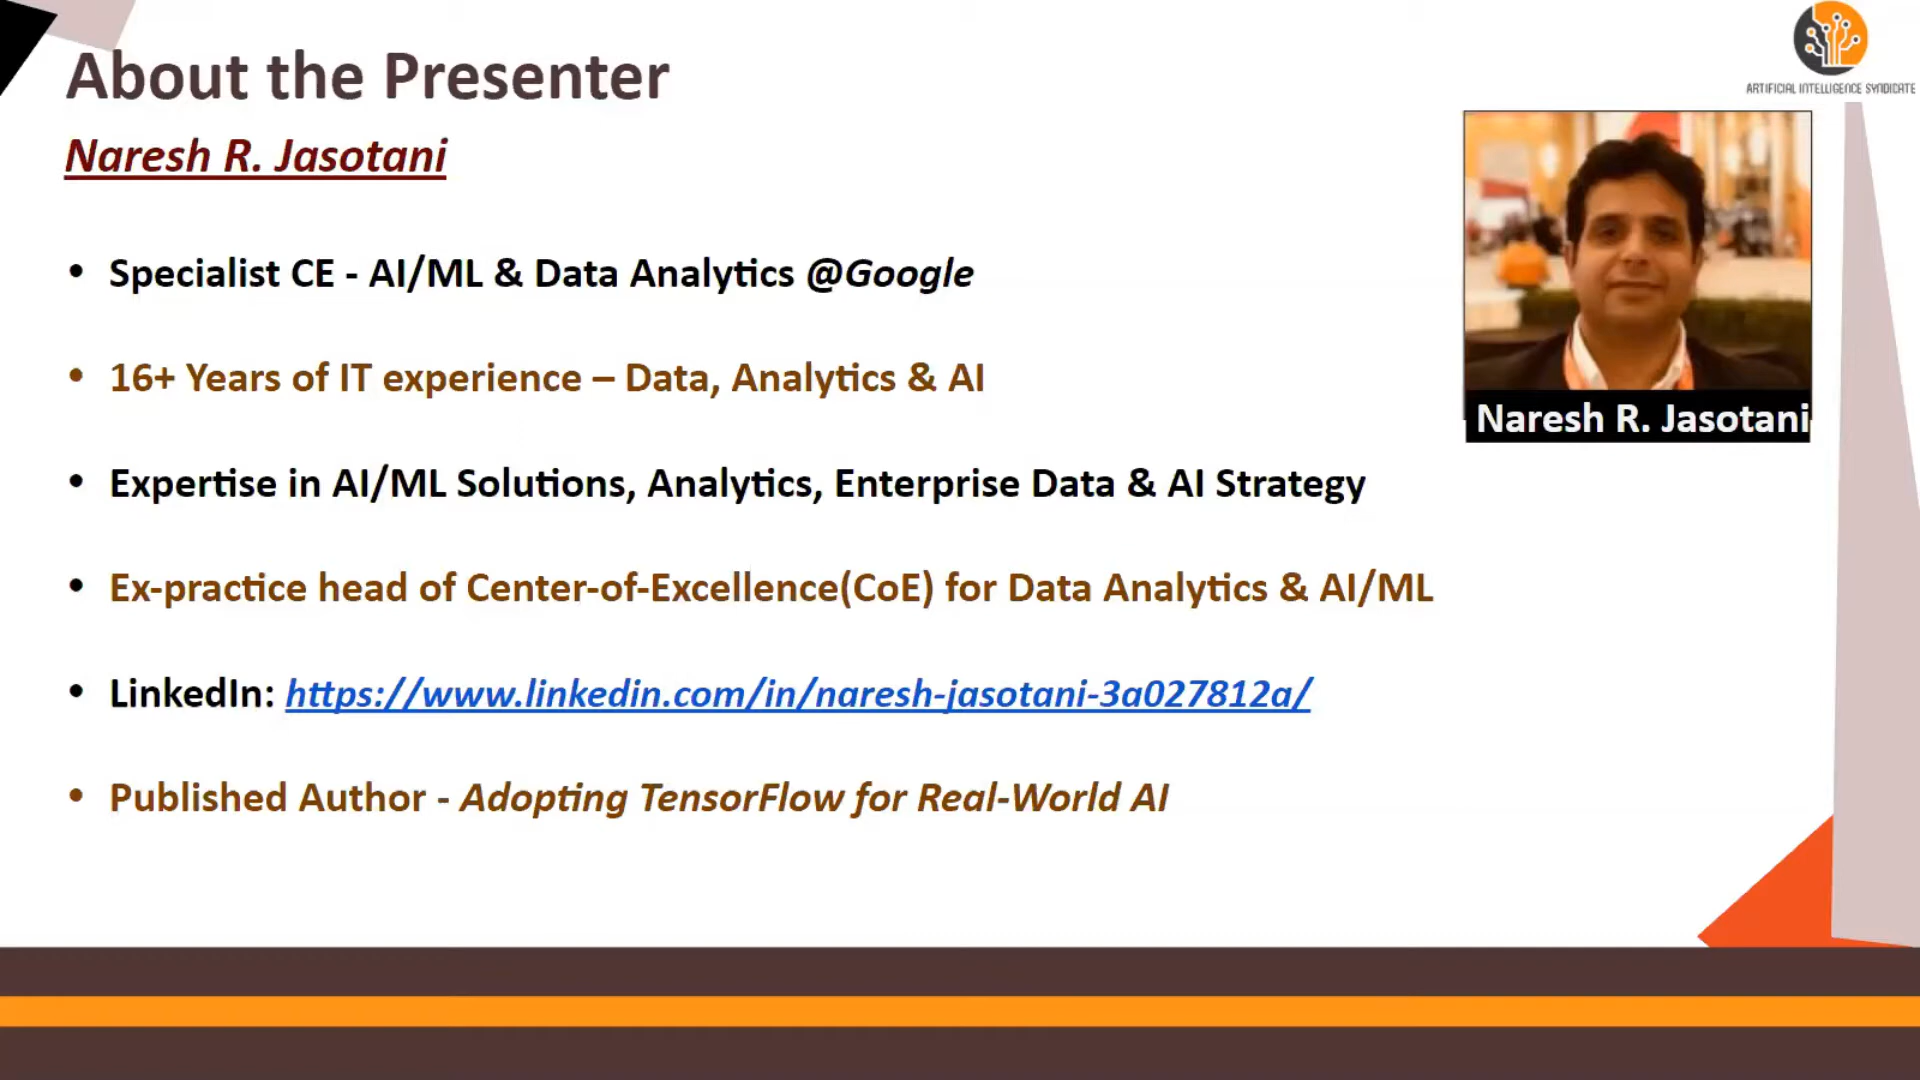 About the Presenter
ARTIFICIAL INTELLIGENCE SYNDICATE
Naresh R. Jasotani
• Specialist CE - AI/ML & Data Analytics @Google
• 16+ Years of IT experience – Data, Analytics & AI
Naresh R. Jasotani
• Expertise in AI/ML Solutions, Analytics, Enterprise Data & AI Strategy
• Ex-practice head of Center-of-Excellence(CoE) for Data Analytics & AI/ML
• LinkedIn: https://www.linkedin.com/in/naresh-jasotani-3a027812a/
• Published Author - Adopting TensorFlow for Real-World AI